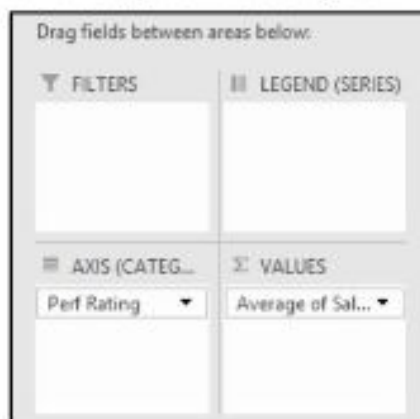 Drag fields between areas below:
FILTERS
LEGEND (SERIES)
AXIS (CATEG...
Σ VALUES
Perf Rating
Average of Sal...